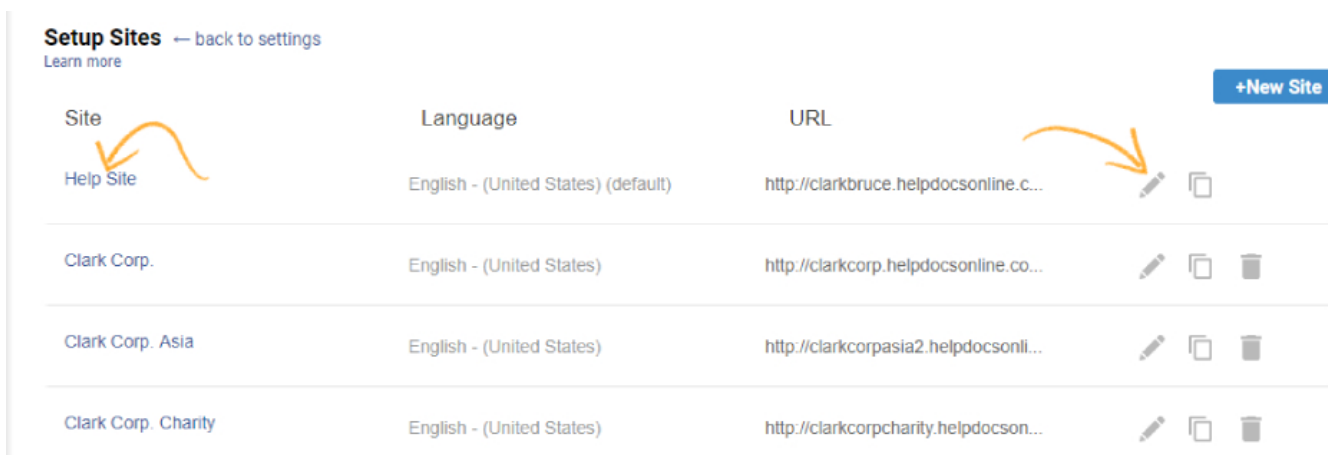 Setup Sites ← back to settings
Learn more
+New Site
Site Language URL
Help Site English - (United States) (default) http://clarkbruce.helpdocsonline.c...
Clark Corp. English - (United States) http://clarkcorp.helpdocsonline.co...
Clark Corp. Asia English - (United States) http://clarkcorpasia2.helpdocsonli...
Clark Corp. Charity English - (United States) http://clarkcorpcharity.helpdocson...